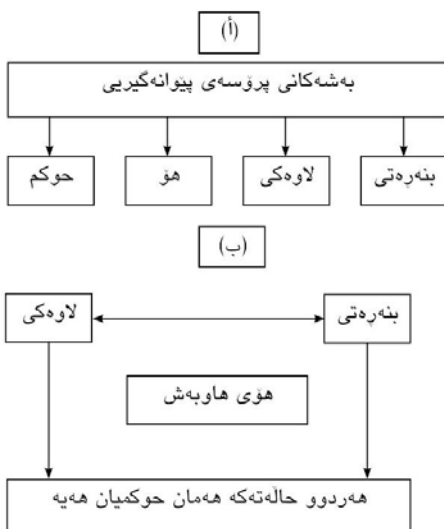 (أ)
بەشەکانی پرۆسەی پێوانەگیریی
بنەڕەتی
لاوەکی
هۆ
حوکم
(ب)
بنەڕەتی
لاوەکی
هۆی هاوبەش
هەردوو حاڵەتەکە هەمان حوکمیان هەیە